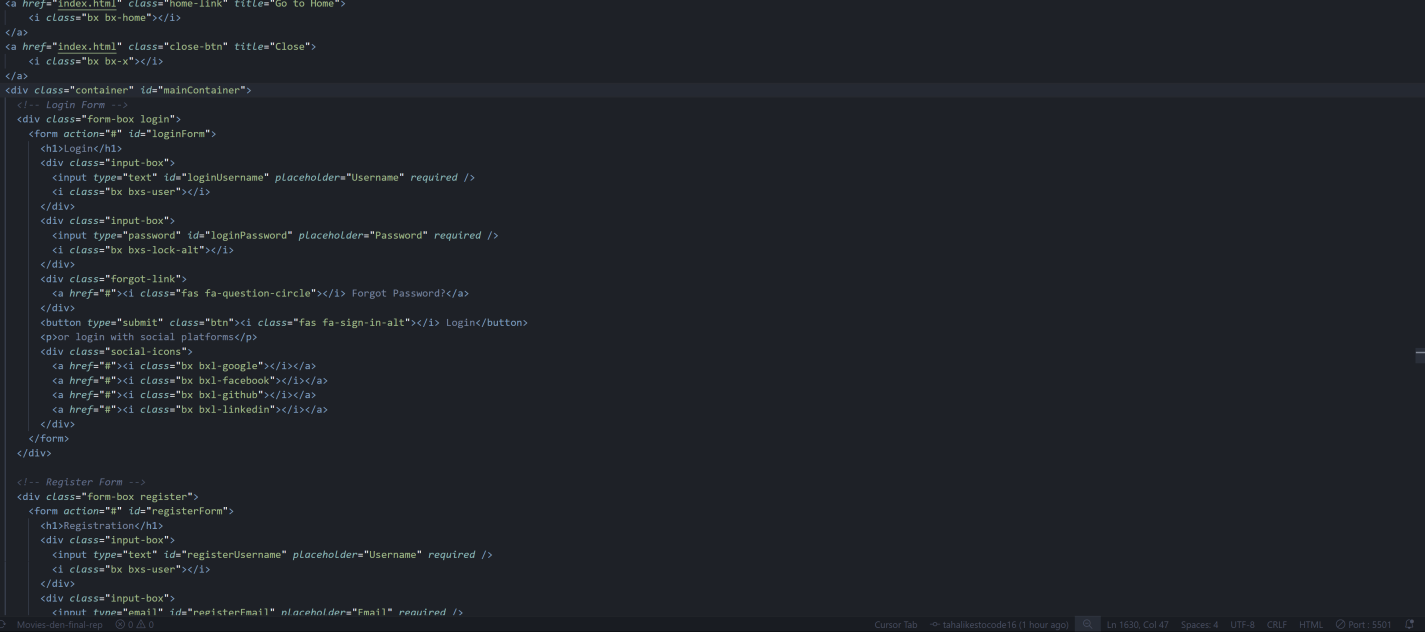 <a href="index.html" class="home-link" title="Go to Home">
<i class="bx bx-home"></i>
</a>
<a href="index.html" class="close-btn" title="Close">
<i class="bx bx-x"></i>
</a>
<div class="container" id="mainContainer">
<!-- Login Form -->
<div class="form-box login">
<form action="#" id="loginForm">
<h1>Login</h1>
<div class="input-box">
<input type="text" id="loginUsername" placeholder="Username" required />
<i class="bx bxs-user"></i>
</div>
<div class="input-box">
<input type="password" id="loginPassword" placeholder="Password" required />
<i class="bx bxs-lock-alt"></i>
</div>
<div class="forgot-link">
<a href="#"><i class="fas fa-question-circle"></i> Forgot Password?</a>
</div>
<button type="submit" class="btn"><i class="fas fa-sign-in-alt"></i> Login</button>
<p>or login with social platforms</p>
<div class="social-icons">
<a href="#"><i class="bx bxl-google"></i></a>
<a href="#"><i class="bx bxl-facebook"></i></a>
<a href="#"><i class="bx bxl-github"></i></a>
<a href="#"><i class="bx bxl-linkedin"></i></a>
</div>
</form>
</div>
<!-- Register Form -->
<div class="form-box register">
<form action="#" id="registerForm">
<h1>Registration</h1>
<div class="input-box">
<input type="text" id="registerUsername" placeholder="Username" required />
<i class="bx bxs-user"></i>
</div>
<div class="input-box">
<input type="email" id="registerEmail" placeholder="Email" required />
Movies-den-final-rep 0 0 Cursor Tab tahalikestocode16 (1 hour ago) Ln 1630, Col 47 Spaces: 4 UTF-8 CRLF HTML Port : 5501